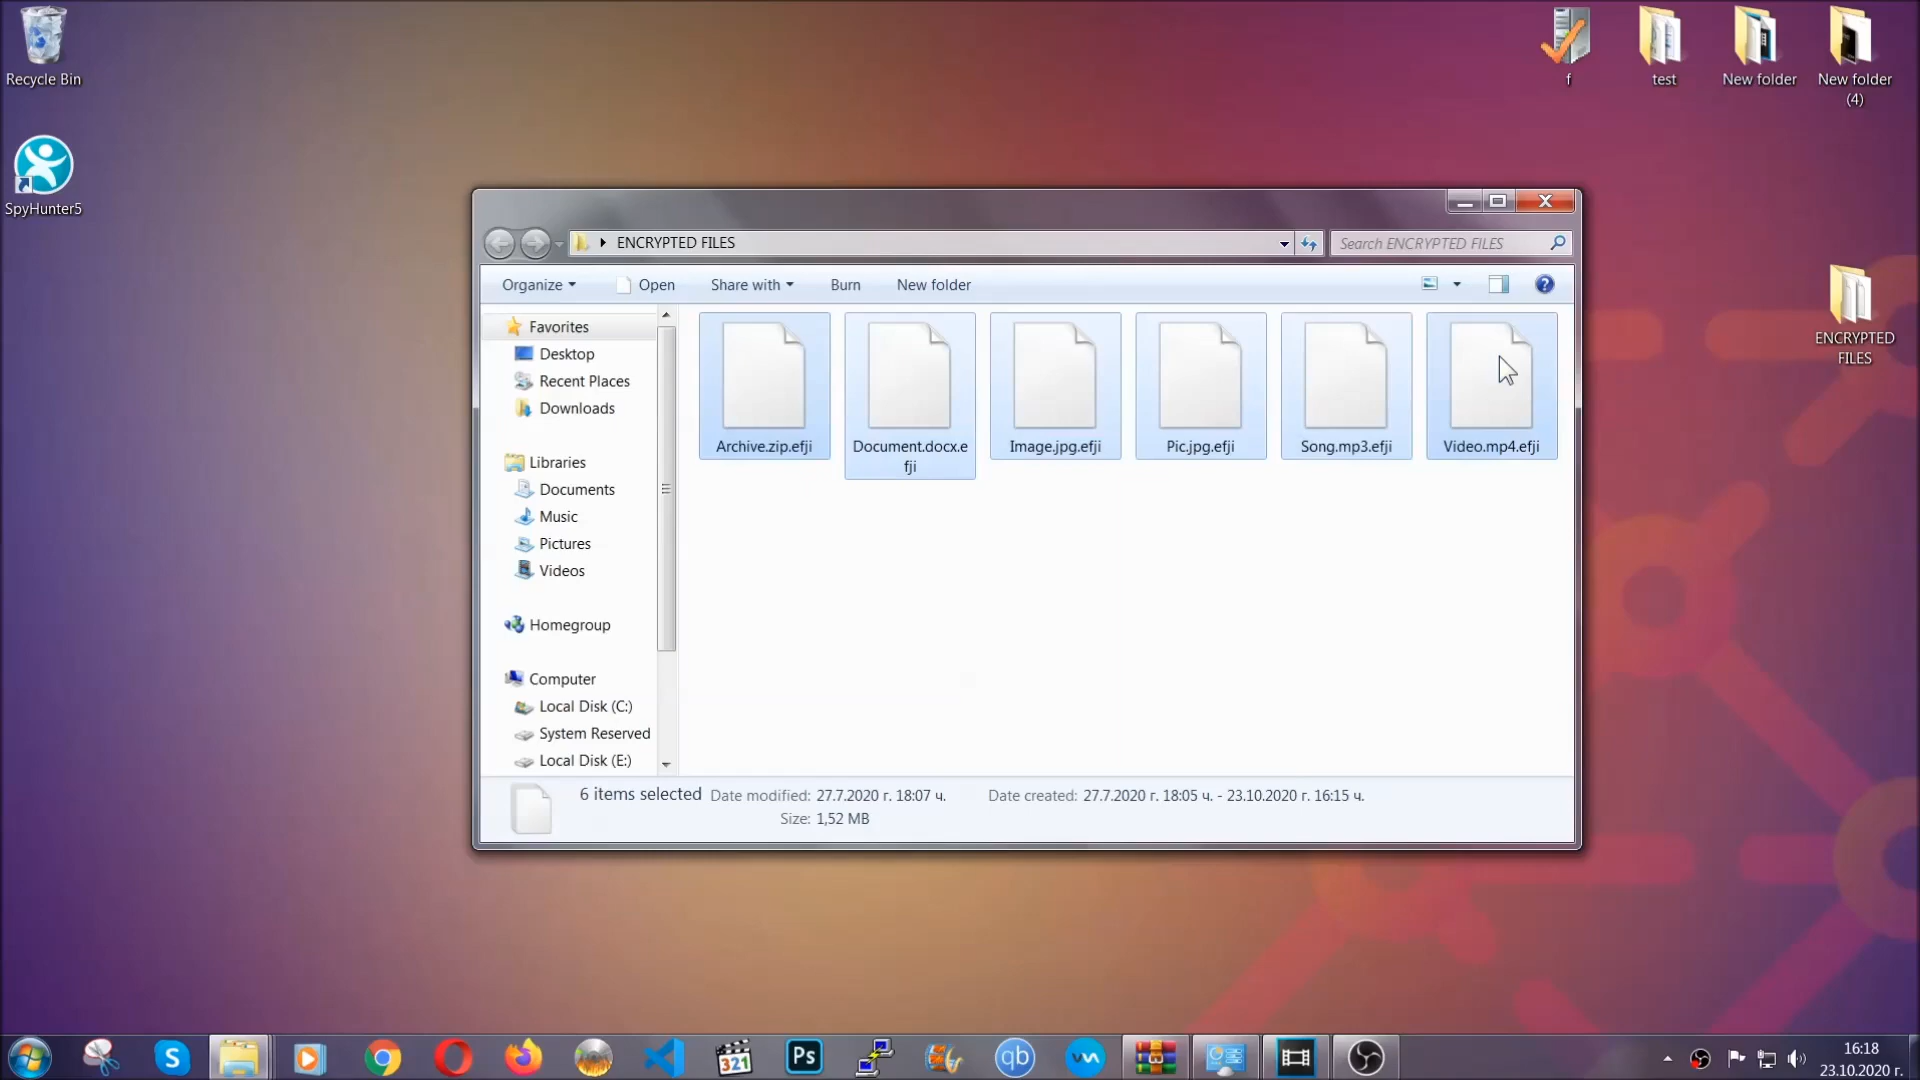 Recycle Bin
SpyHunter5
f
test
New folder
New folder
(4)
ENCRYPTED
FILES
ENCRYPTED FILES
Search ENCRYPTED FILES
Organize
Open
Share with
Burn
New folder
Favorites
Desktop
Recent Places
Downloads
Libraries
Documents
Music
Pictures
Videos
Homegroup
Computer
Local Disk (C:)
System Reserved
Local Disk (E:)
Archive.zip.efji
Document.docx.e
fji
Image.jpg.efji
Pic.jpg.efji
Song.mp3.efji
Video.mp4.efji
6 items selected
Date modified: 27.7.2020 г. 18:07 ч.
Date created: 27.7.2020 г. 18:05 ч. - 23.10.2020 г. 16:15 ч.
Size: 1,52 MB
S
321
Ps
qb
16:18
23.10.2020 г.